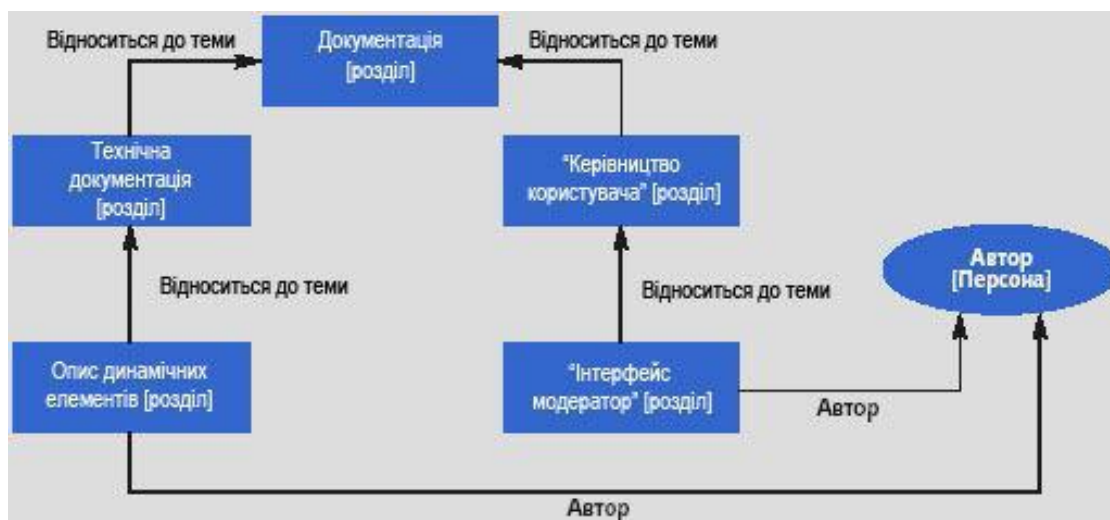 Відноситься до теми
Документація
[розділ]
Відноситься до теми
Технічна
документація
[розділ]
“Керівництво
користувача” [розділ]
Автор
[Персона]
Відноситься до теми
Відноситься до теми
Опис динамічних
елементів [розділ]
“Інтерфейс
модератор” [розділ]
Автор
Автор